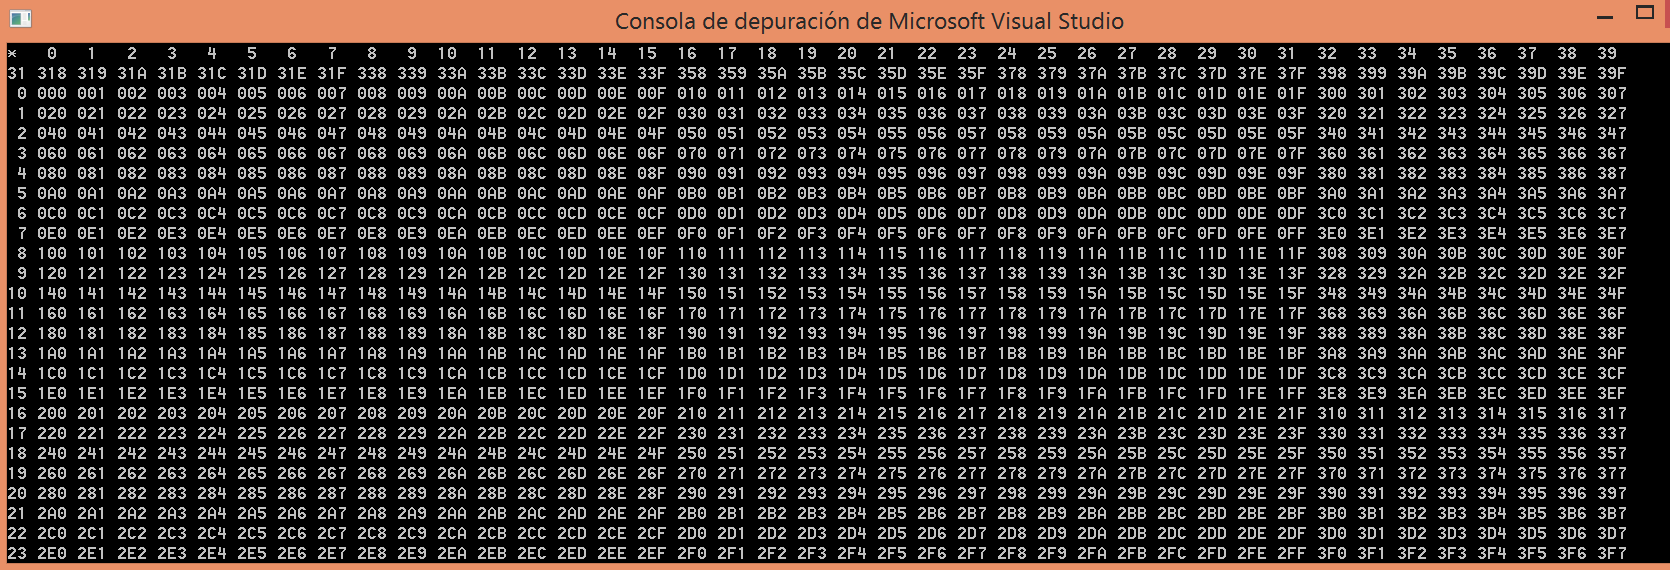 Consola de depuración de Microsoft Visual Studio
* 0 1 2 3 4 5 6 7 8 9 10 11 12 13 14 15 16 17 18 19 20 21 22 23 24 25 26 27 28 29 30 31 32 33 34 35 36 37 38 39
31 318 319 31A 31B 31C 31D 31E 31F 338 339 33A 33B 33C 33D 33E 33F 358 359 35A 35B 35C 35D 35E 35F 378 379 37A 37B 37C 37D 37E 37F 398 399 39A 39B 39C 39D 39E 39F
0 000 001 002 003 004 005 006 007 008 009 00A 00B 00C 00D 00E 00F 010 011 012 013 014 015 016 017 018 019 01A 01B 01C 01D 01E 01F 300 301 302 303 304 305 306 307
1 020 021 022 023 024 025 026 027 028 029 02A 02B 02C 02D 02E 02F 030 031 032 033 034 035 036 037 038 039 03A 03B 03C 03D 03E 03F 320 321 322 323 324 325 326 327
2 040 041 042 043 044 045 046 047 048 049 04A 04B 04C 04D 04E 04F 050 051 052 053 054 055 056 057 058 059 05A 05B 05C 05D 05E 05F 340 341 342 343 344 345 346 347
3 060 061 062 063 064 065 066 067 068 069 06A 06B 06C 06D 06E 06F 070 071 072 073 074 075 076 077 078 079 07A 07B 07C 07D 07E 07F 360 361 362 363 364 365 366 367
4 080 081 082 083 084 085 086 087 088 089 08A 08B 08C 08D 08E 08F 090 091 092 093 094 095 096 097 098 099 09A 09B 09C 09D 09E 09F 380 381 382 383 384 385 386 387
5 0A0 0A1 0A2 0A3 0A4 0A5 0A6 0A7 0A8 0A9 0AA 0AB 0AC 0AD 0AE 0AF 0B0 0B1 0B2 0B3 0B4 0B5 0B6 0B7 0B8 0B9 0BA 0BB 0BC 0BD 0BE 0BF 3A0 3A1 3A2 3A3 3A4 3A5 3A6 3A7
6 0C0 0C1 0C2 0C3 0C4 0C5 0C6 0C7 0C8 0C9 0CA 0CB 0CC 0CD 0CE 0CF 0D0 0D1 0D2 0D3 0D4 0D5 0D6 0D7 0D8 0D9 0DA 0DB 0DC 0DD 0DE 0DF 3C0 3C1 3C2 3C3 3C4 3C5 3C6 3C7
7 0E0 0E1 0E2 0E3 0E4 0E5 0E6 0E7 0E8 0E9 0EA 0EB 0EC 0ED 0EE 0EF 0F0 0F1 0F2 0F3 0F4 0F5 0F6 0F7 0F8 0F9 0FA 0FB 0FC 0FD 0FE 0FF 3E0 3E1 3E2 3E3 3E4 3E5 3E6 3E7
8 100 101 102 103 104 105 106 107 108 109 10A 10B 10C 10D 10E 10F 110 111 112 113 114 115 116 117 118 119 11A 11B 11C 11D 11E 11F 308 309 30A 30B 30C 30D 30E 30F
9 120 121 122 123 124 125 126 127 128 129 12A 12B 12C 12D 12E 12F 130 131 132 133 134 135 136 137 138 139 13A 13B 13C 13D 13E 13F 328 329 32A 32B 32C 32D 32E 32F
10 140 141 142 143 144 145 146 147 148 149 14A 14B 14C 14D 14E 14F 150 151 152 153 154 155 156 157 158 159 15A 15B 15C 15D 15E 15F 348 349 34A 34B 34C 34D 34E 34F
11 160 161 162 163 164 165 166 167 168 169 16A 16B 16C 16D 16E 16F 170 171 172 173 174 175 176 177 178 179 17A 17B 17C 17D 17E 17F 368 369 36A 36B 36C 36D 36E 36F
12 180 181 182 183 184 185 186 187 188 189 18A 18B 18C 18D 18E 18F 190 191 192 193 194 195 196 197 198 199 19A 19B 19C 19D 19E 19F 388 389 38A 38B 38C 38D 38E 38F
13 1A0 1A1 1A2 1A3 1A4 1A5 1A6 1A7 1A8 1A9 1AA 1AB 1AC 1AD 1AE 1AF 1B0 1B1 1B2 1B3 1B4 1B5 1B6 1B7 1B8 1B9 1BA 1BB 1BC 1BD 1BE 1BF 3A8 3A9 3AA 3AB 3AC 3AD 3AE 3AF
14 1C0 1C1 1C2 1C3 1C4 1C5 1C6 1C7 1C8 1C9 1CA 1CB 1CC 1CD 1CE 1CF 1D0 1D1 1D2 1D3 1D4 1D5 1D6 1D7 1D8 1D9 1DA 1DB 1DC 1DD 1DE 1DF 3C8 3C9 3CA 3CB 3CC 3CD 3CE 3CF
15 1E0 1E1 1E2 1E3 1E4 1E5 1E6 1E7 1E8 1E9 1EA 1EB 1EC 1ED 1EE 1EF 1F0 1F1 1F2 1F3 1F4 1F5 1F6 1F7 1F8 1F9 1FA 1FB 1FC 1FD 1FE 1FF 3E8 3E9 3EA 3EB 3EC 3ED 3EE 3EF
16 200 201 202 203 204 205 206 207 208 209 20A 20B 20C 20D 20E 20F 210 211 212 213 214 215 216 217 218 219 21A 21B 21C 21D 21E 21F 310 311 312 313 314 315 316 317
17 220 221 222 223 224 225 226 227 228 229 22A 22B 22C 22D 22E 22F 230 231 232 233 234 235 236 237 238 239 23A 23B 23C 23D 23E 23F 330 331 332 333 334 335 336 337
18 240 241 242 243 244 245 246 247 248 249 24A 24B 24C 24D 24E 24F 250 251 252 253 254 255 256 257 258 259 25A 25B 25C 25D 25E 25F 350 351 352 353 354 355 356 357
19 260 261 262 263 264 265 266 267 268 269 26A 26B 26C 26D 26E 26F 270 271 272 273 274 275 276 277 278 279 27A 27B 27C 27D 27E 27F 370 371 372 373 374 375 376 377
20 280 281 282 283 284 285 286 287 288 289 28A 28B 28C 28D 28E 28F 290 291 292 293 294 295 296 297 298 299 29A 29B 29C 29D 29E 29F 390 391 392 393 394 395 396 397
21 2A0 2A1 2A2 2A3 2A4 2A5 2A6 2A7 2A8 2A9 2AA 2AB 2AC 2AD 2AE 2AF 2B0 2B1 2B2 2B3 2B4 2B5 2B6 2B7 2B8 2B9 2BA 2BB 2BC 2BD 2BE 2BF 3B0 3B1 3B2 3B3 3B4 3B5 3B6 3B7
22 2C0 2C1 2C2 2C3 2C4 2C5 2C6 2C7 2C8 2C9 2CA 2CB 2CC 2CD 2CE 2CF 2D0 2D1 2D2 2D3 2D4 2D5 2D6 2D7 2D8 2D9 2DA 2DB 2DC 2DD 2DE 2DF 3D0 3D1 3D2 3D3 3D4 3D5 3D6 3D7
23 2E0 2E1 2E2 2E3 2E4 2E5 2E6 2E7 2E8 2E9 2EA 2EB 2EC 2ED 2EE 2EF 2F0 2F1 2F2 2F3 2F4 2F5 2F6 2F7 2F8 2F9 2FA 2FB 2FC 2FD 2FE 2FF 3F0 3F1 3F2 3F3 3F4 3F5 3F6 3F7